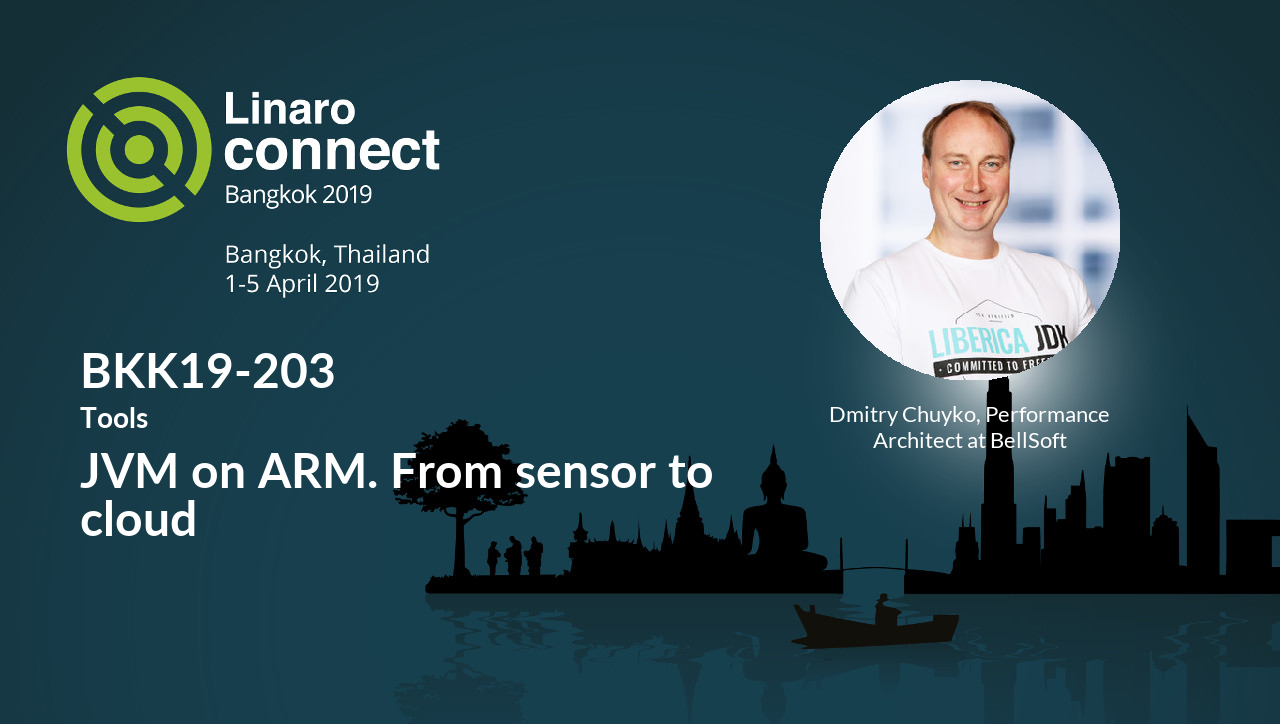 Linaro
connect
Bangkok 2019
Bangkok, Thailand
1-5 April 2019
BKK19-203
Tools
JVM on ARM. From sensor to
cloud
LIBERICA JDK
· COMMITTED TO
Dmitry Chuyko, Performance
Architect at BellSoft